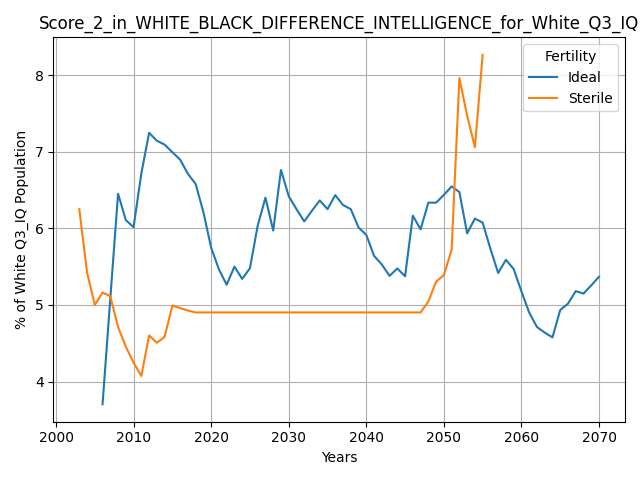 Score_2_in_WHITE_BLACK_DIFFERENCE_INTELLIGENCE_for_White_Q3_IQ
Fertility
Ideal
Sterile
% of White Q3_IQ Population
8
7
6
5
4
2000 2010 2020 2030 2040 2050 2060 2070
Years